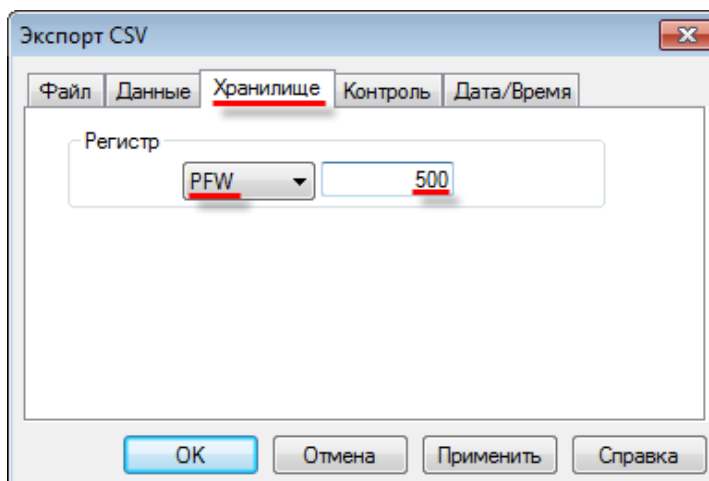 Экспорт CSV
Файл Данные Хранилище Контроль Дата/Время
Регистр
PFW 500
OK Отмена Применить Справка